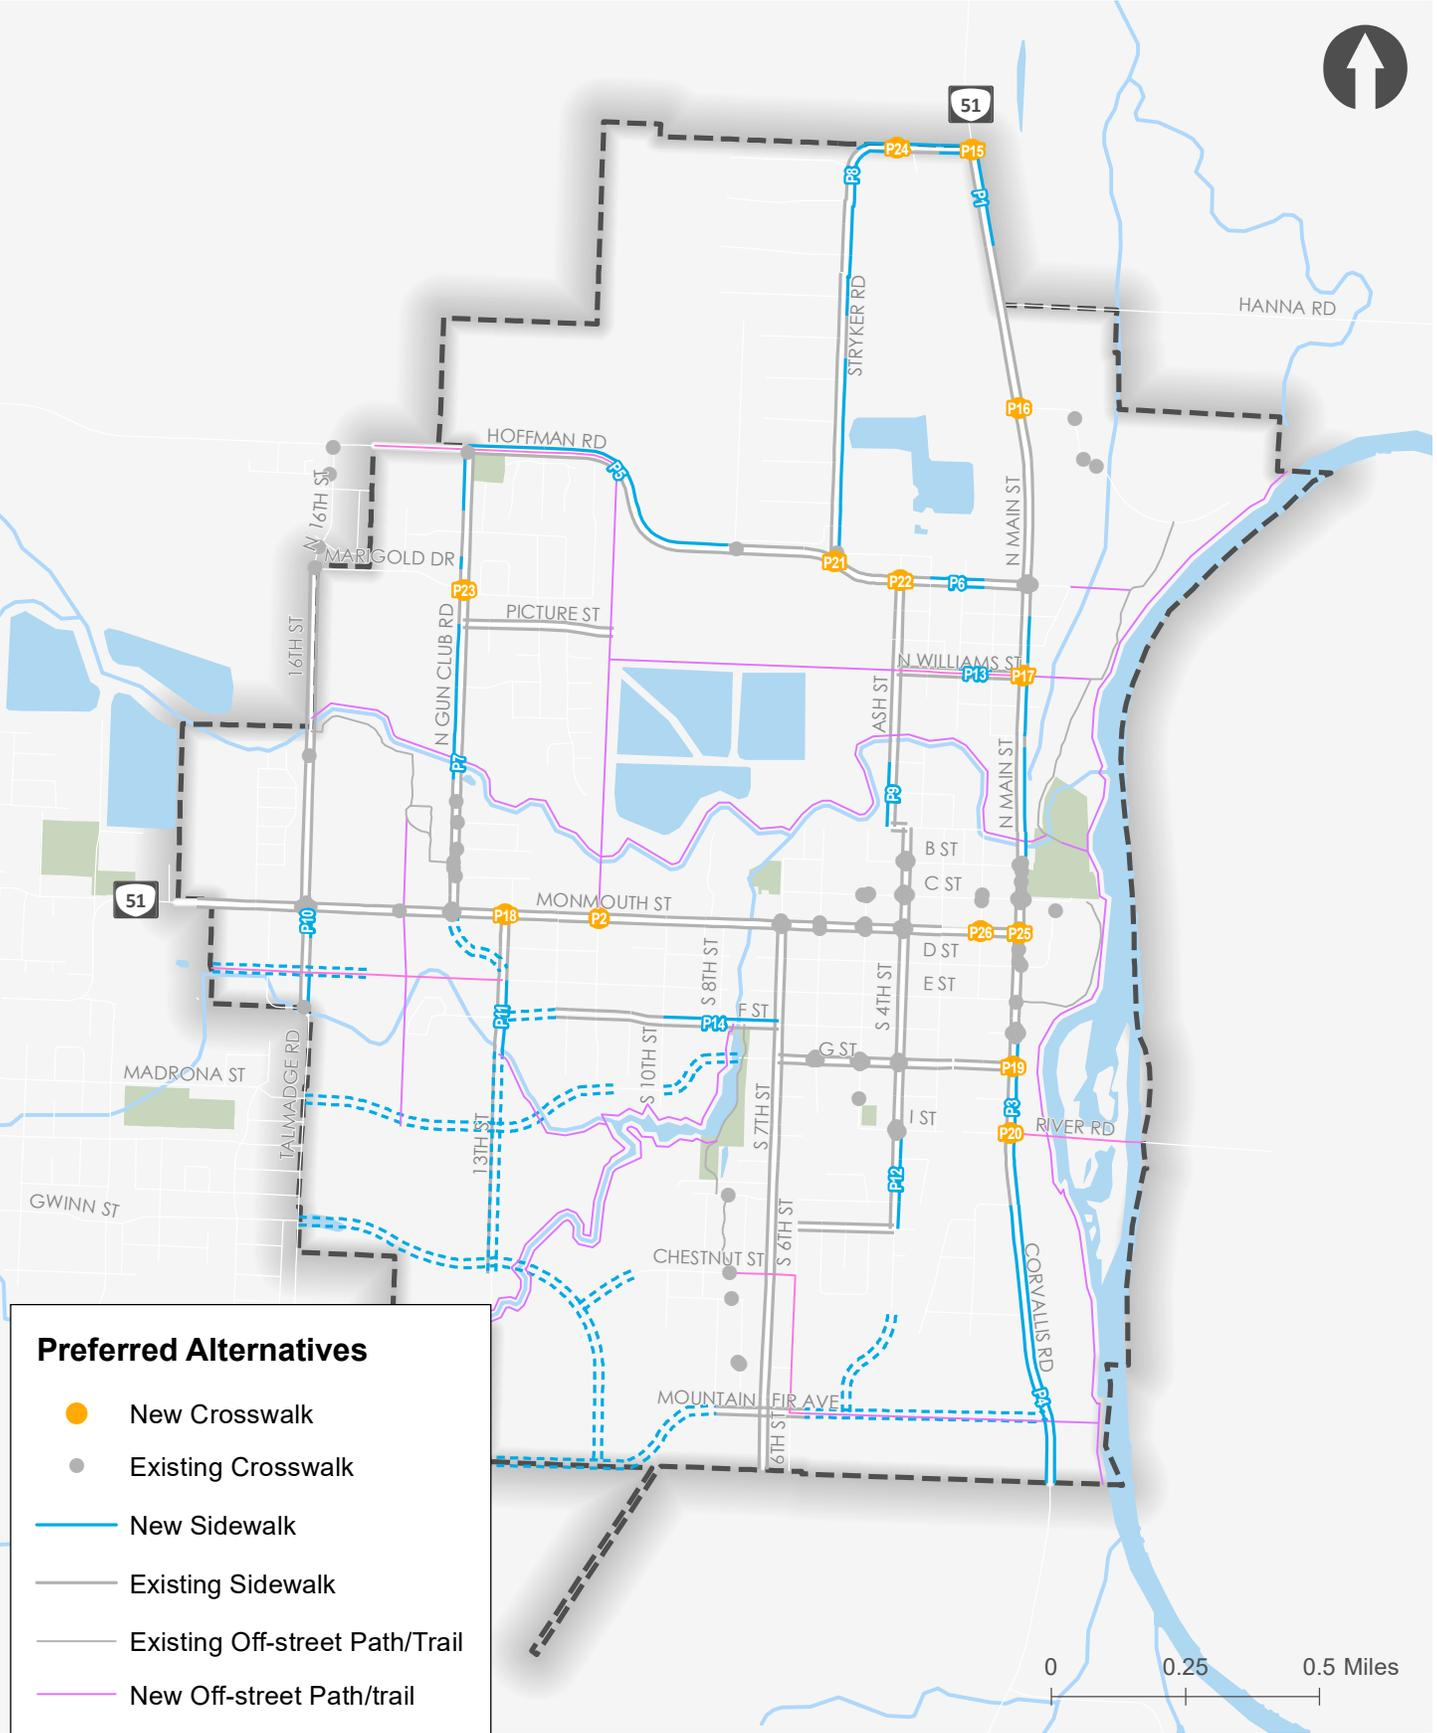 51
P24
P15
P8
P1
HANNA RD
STRYKER RD
P16
HOFFMAN RD
P5
N 16TH ST
N MAIN ST
MARIGOLD DR
P21
P22
P6
P23
PICTURE ST
16TH ST
N GUN CLUB RD
N WILLIAMS ST
P13
P17
ASH ST
P7
N MAIN ST
P9
B ST
C ST
51
MONMOUTH ST
P10
P18
P2
P26
P25
D ST
S 8TH ST
S 4TH ST
E ST
P11
F ST
P14
G ST
S 10TH ST
P19
MADRONA ST
TALMADGE RD
13TH ST
S 7TH ST
P3
I ST
P20
RIVER RD
P12
GWINN ST
S 6TH ST
CHESTNUT ST
CORVALLIS RD
MOUNTAIN FIR AVE
P4
6TH ST
Preferred Alternatives
New Crosswalk
Existing Crosswalk
New Sidewalk
Existing Sidewalk
Existing Off-street Path/Trail
New Off-street Path/trail
0 0.25 0.5 Miles